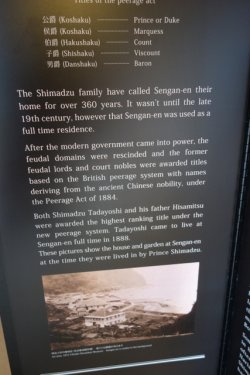 Titles of the peerage act
公爵 (Koshaku) ——— Prince or Duke
侯爵 (Koshaku) ——— Marquess
伯爵 (Hakushaku) ——— Count
子爵 (Shishaku) ——— Viscount
男爵 (Danshaku) ——— Baron
The Shimadzu family have called Sengan-en their
home for over 360 years. It wasn't until the late
19th century, however that Sengan-en was used as a
full time residence.
After the modern government came into power, the
feudal domains were rescinded and the former
feudal lords and court nobles were awarded titles
based on the British peerage system with names
deriving from the ancient Chinese nobility, under
the Peerage Act of 1884.
Both Shimadzu Tadayoshi and his father Hisamitsu
were awarded the highest ranking title under the
new peerage system. Tadayoshi came to live at
Sengan-en full time in 1888.
These pictures show the house and garden at Sengan-en
at the time they were lived in by Prince Shimadzu.